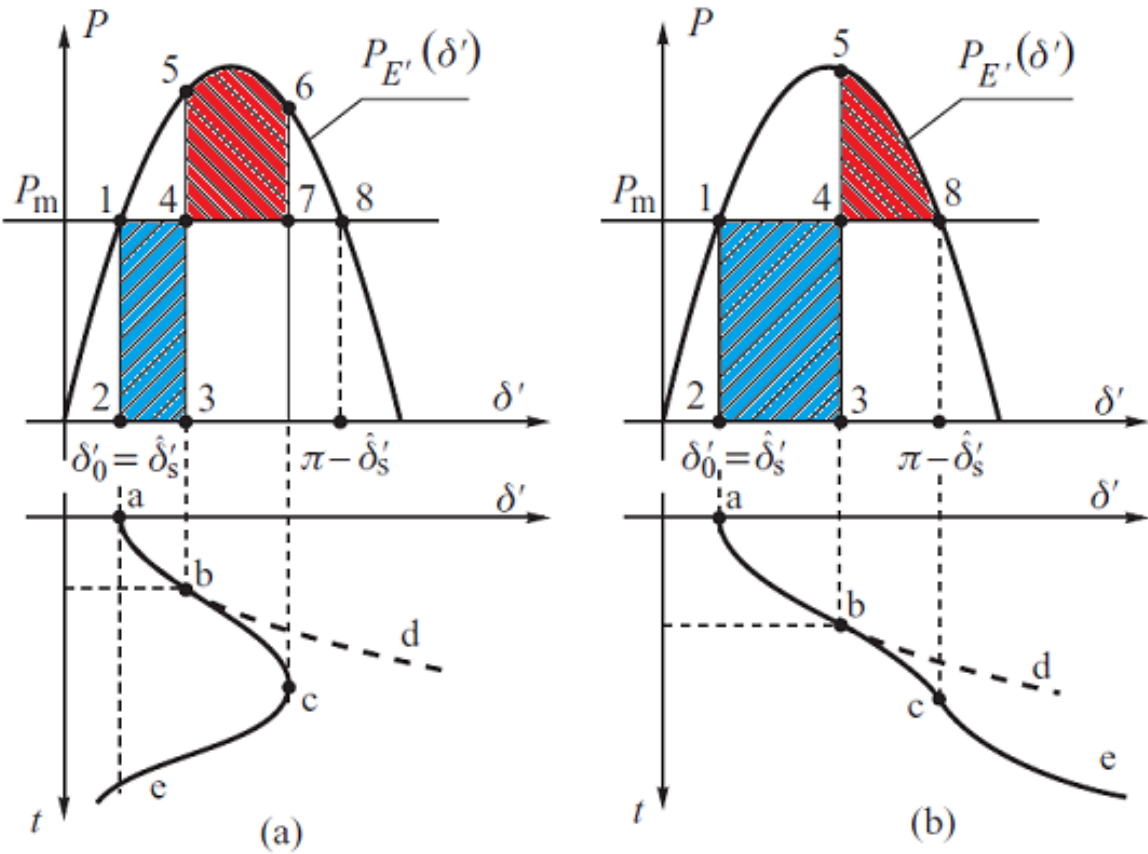 P
5
6
P_{E'}(δ')
P_m
1
4
7
8
2
3
δ'
δ'_0 = δ̂'_s
π − δ̂'_s
a
δ'
b
d
c
e
t
(a)
P
5
P_{E'}(δ')
P_m
1
4
8
2
3
δ'
δ'_0 = δ̂'_s
π − δ̂'_s
a
δ'
b
d
c
e
t
(b)